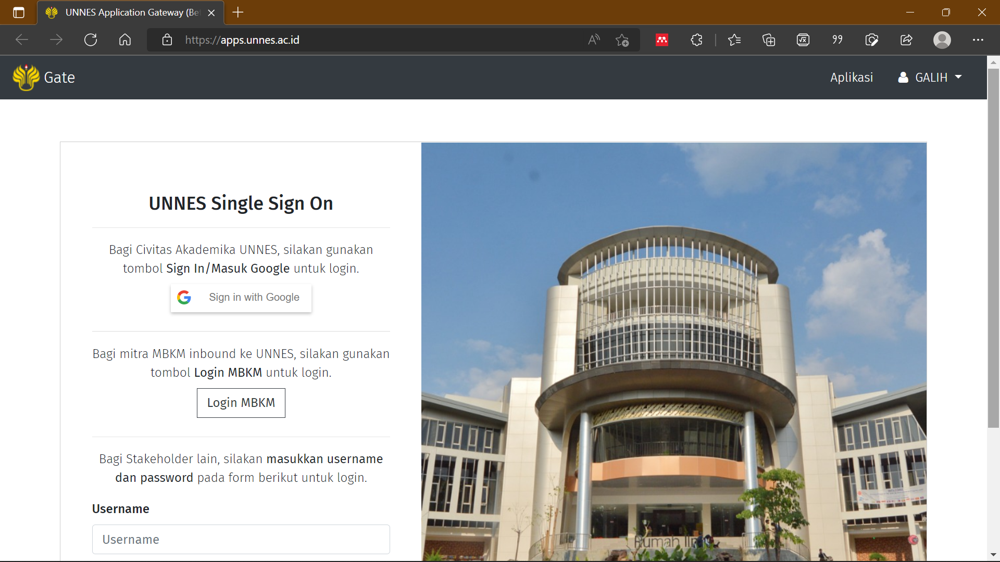 UNNES Application Gateway (Be
https://apps.unnes.ac.id
Gate
Aplikasi
GALIH
UNNES Single Sign On
Bagi Civitas Akademika UNNES, silakan gunakan
tombol Sign In/Masuk Google untuk login.
Sign in with Google
Bagi mitra MBKM inbound ke UNNES, silakan gunakan
tombol Login MBKM untuk login.
Login MBKM
Bagi Stakeholder lain, silakan masukkan username
dan password pada form berikut untuk login.
Username
Username
WELCOME
Rumah Ilmu